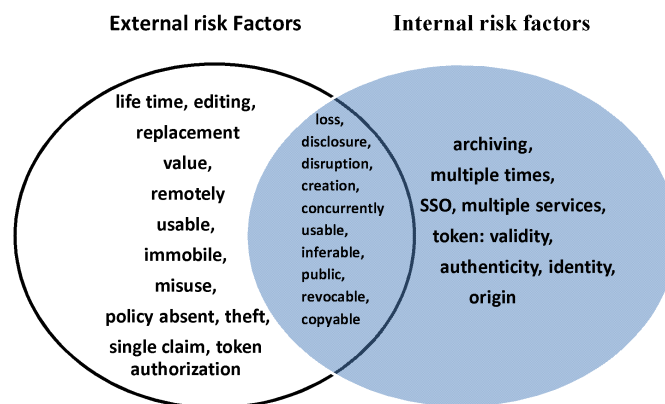 External risk Factors
Internal risk factors
life time, editing,
replacement
value,
remotely
usable,
immobile,
misuse,
policy absent, theft,
single claim, token
authorization
loss,
disclosure,
disruption,
creation,
concurrently
usable,
inferable,
public,
revocable,
copyable
archiving,
multiple times,
SSO, multiple services,
token: validity,
authenticity, identity,
origin